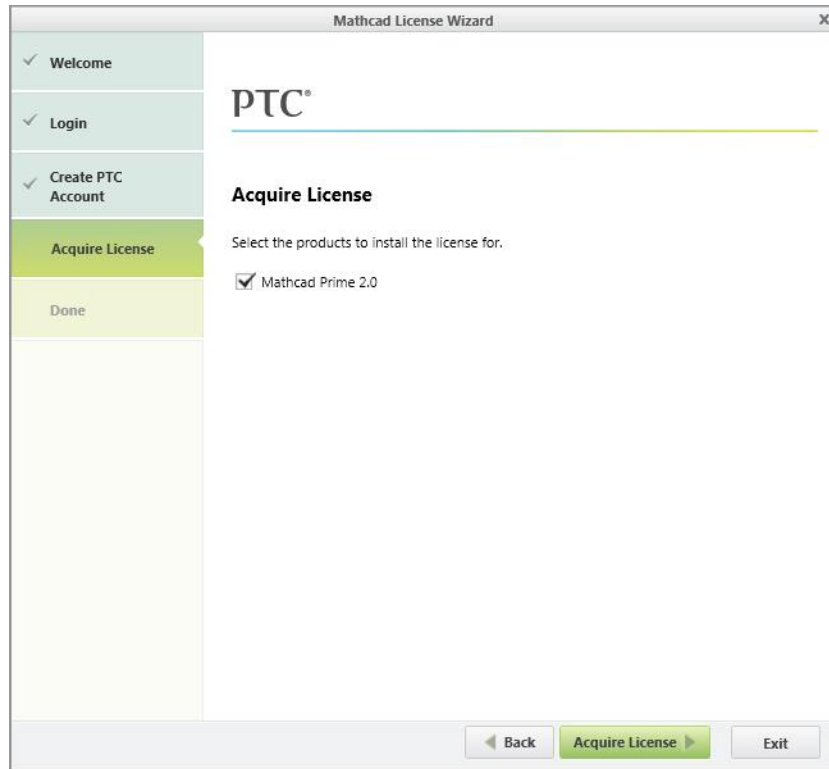 Mathcad License Wizard
X
Welcome
Login
Create PTC
Account
Acquire License
Done
PTC®
Acquire License
Select the products to install the license for.
Mathcad Prime 2.0
Back
Acquire License
Exit